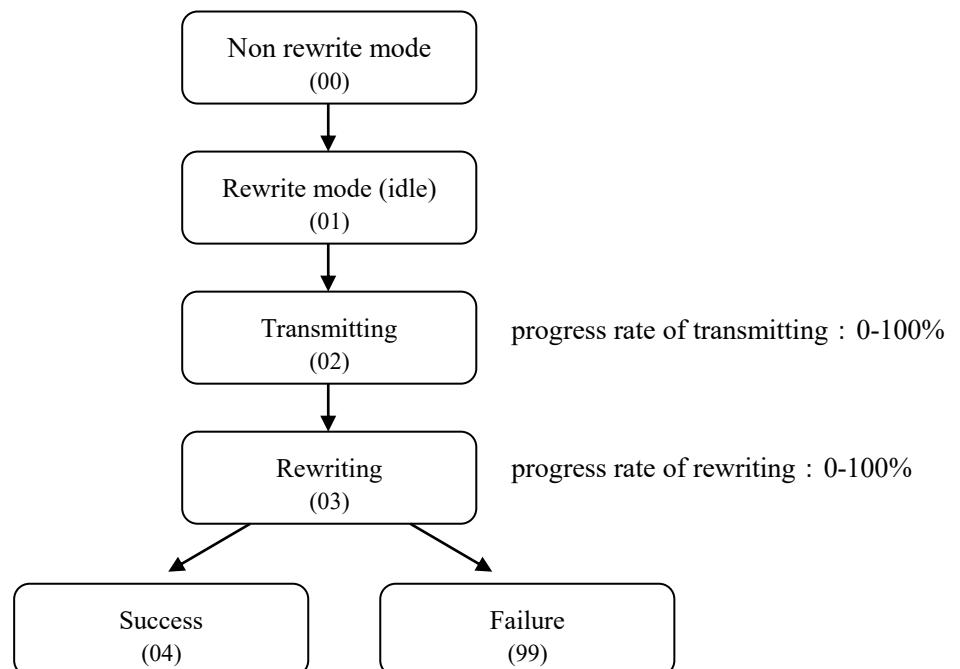 Non rewrite mode
(00)
Rewrite mode (idle)
(01)
Transmitting
(02)
progress rate of transmitting : 0-100%
Rewriting
(03)
progress rate of rewriting : 0-100%
Success
(04)
Failure
(99)